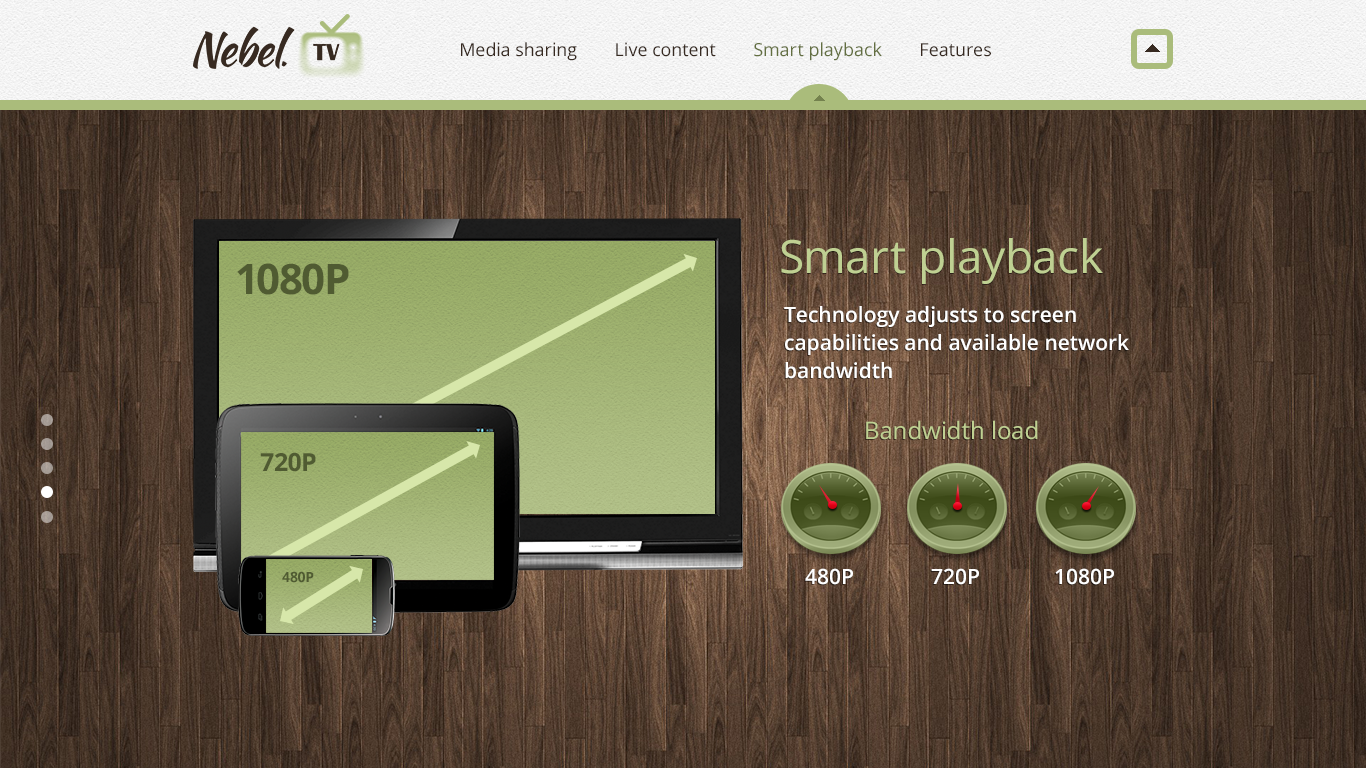 Nebel.
TV
Media sharing
Live content
Smart playback
Features
1080P
720P
480P
Smart playback
Technology adjusts to screen
capabilities and available network
bandwidth
Bandwidth load
480P
720P
1080P